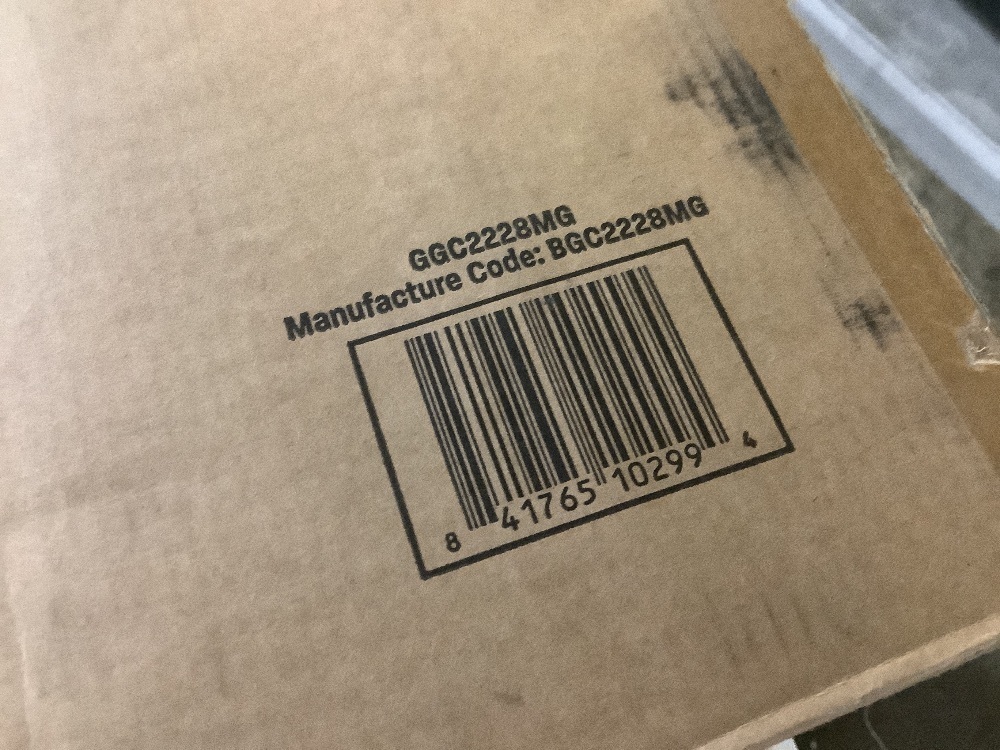 GGC2228MG
Manufacture Code: BGC2228MG
8 41765 10299 4